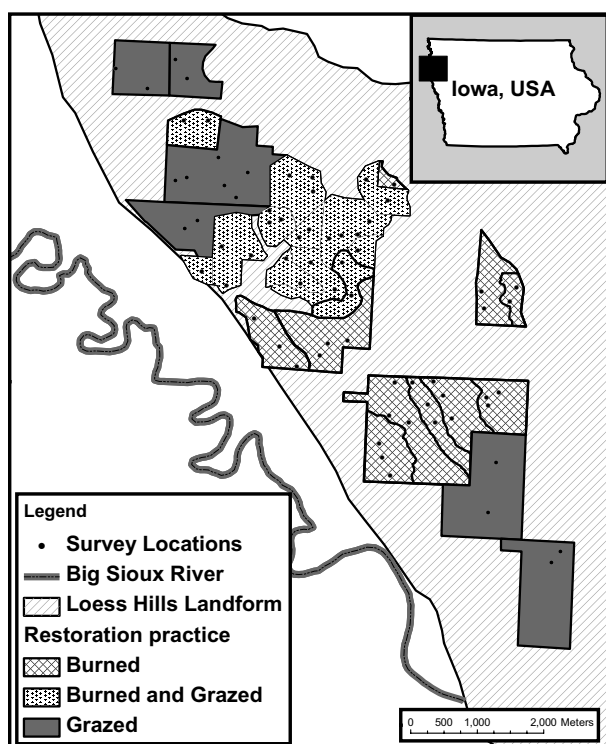 Iowa, USA
Legend
Survey Locations
Big Sioux River
Loess Hills Landform
Restoration practice
Burned
Burned and Grazed
Grazed
0 500 1,000 2,000 Meters